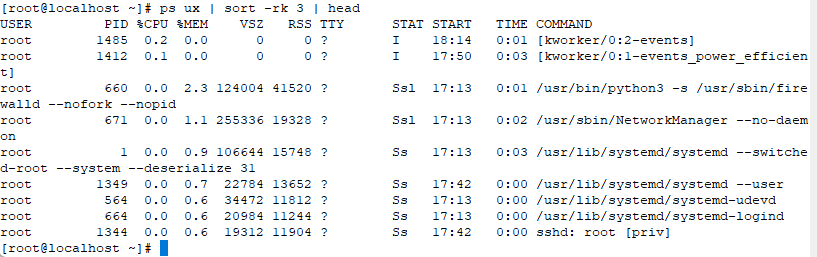 [root@localhost ~]# ps ux | sort -rk 3 | head
USER         PID %CPU %MEM    VSZ   RSS TTY      STAT START   TIME COMMAND
root        1485  0.2  0.0      0     0 ?        I    18:14   0:01 [kworker/0:2-events]
root        1412  0.1  0.0      0     0 ?        I    17:50   0:03 [kworker/0:1-events_power_efficien
t]
root         660  0.0  2.3 124004 41520 ?        Ssl  17:13   0:01 /usr/bin/python3 -s /usr/sbin/fire
walld --nofork --nopid
root         671  0.0  1.1 255336 19328 ?        Ssl  17:13   0:02 /usr/sbin/NetworkManager --no-daem
on
root           1  0.0  0.9 106644 15748 ?        Ss   17:13   0:03 /usr/lib/systemd/systemd --switche
d-root --system --deserialize 31
root        1349  0.0  0.7  22784 13652 ?        Ss   17:42   0:00 /usr/lib/systemd/systemd --user
root         564  0.0  0.6  34472 11812 ?        Ss   17:13   0:00 /usr/lib/systemd/systemd-udevd
root         664  0.0  0.6  20984 11244 ?        Ss   17:13   0:00 /usr/lib/systemd/systemd-logind
root        1344  0.0  0.6  19312 11904 ?        Ss   17:42   0:00 sshd: root [priv]
[root@localhost ~]#